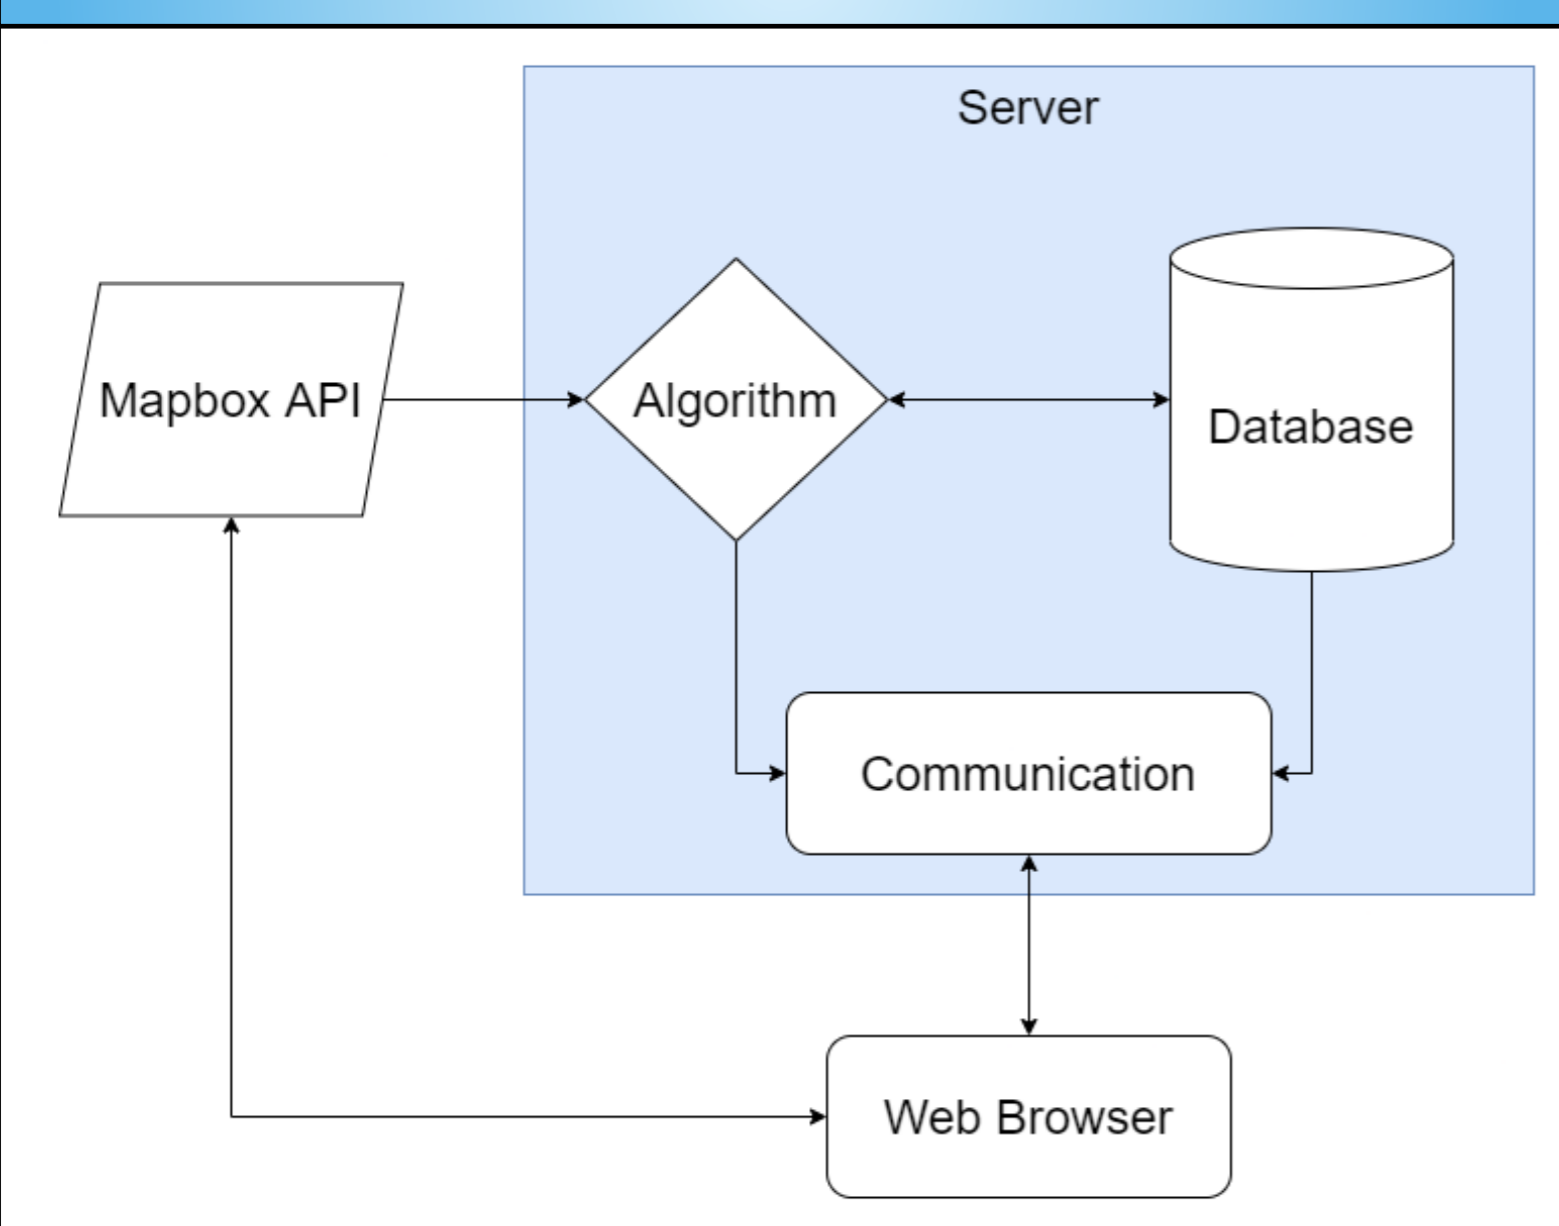 Server
Mapbox API
Algorithm
Database
Communication
Web Browser